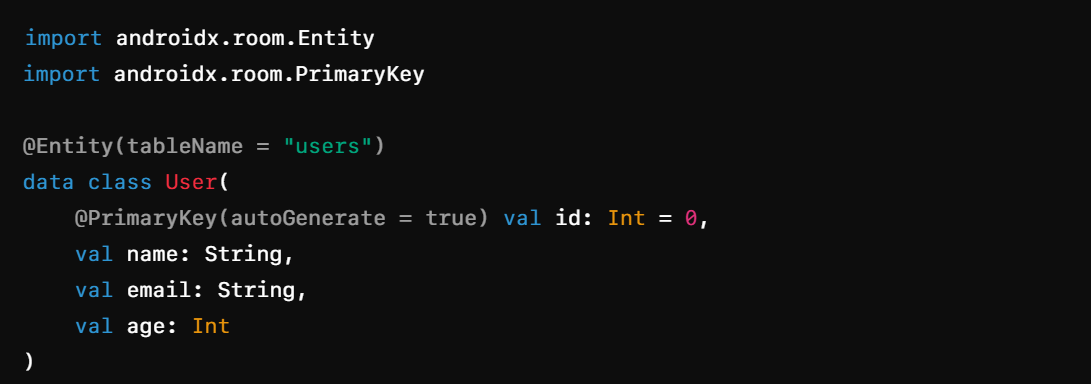 import androidx.room.Entity
import androidx.room.PrimaryKey

@Entity(tableName = "users")
data class User(
    @PrimaryKey(autoGenerate = true) val id: Int = 0,
    val name: String,
    val email: String,
    val age: Int
)